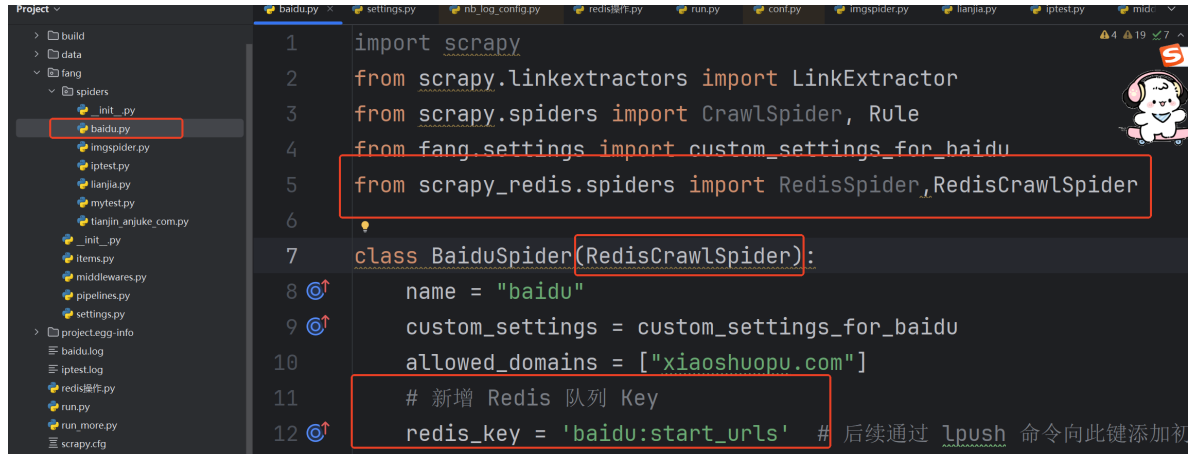 Project
baidu.py
settings.py
nb_log_config.py
redis操作.py
run.py
conf.py
imgspider.py
lianjia.py
iptest.py
build
data
fang
spiders
__init__.py
baidu.py
imgspider.py
iptest.py
lianjia.py
mytest.py
tianjin_anjuke_com.py
__init__.py
items.py
middlewares.py
pipelines.py
settings.py
project.egg-info
baidu.log
iptest.log
redis操作.py
run.py
run_more.py
scrapy.cfg
4 19 7
1 import scrapy
2 from scrapy.linkextractors import LinkExtractor
3 from scrapy.spiders import CrawlSpider, Rule
4 from fang.settings import custom_settings_for_baidu
5 from scrapy_redis.spiders import RedisSpider,RedisCrawlSpider
6
7 class BaiduSpider(RedisCrawlSpider):
8 name = "baidu"
9 custom_settings = custom_settings_for_baidu
10 allowed_domains = ["xiaoshuopu.com"]
11 # 新增 Redis 队列 Key
12 redis_key = 'baidu:start_urls' # 后续通过 lpush 命令向此键添加初
S